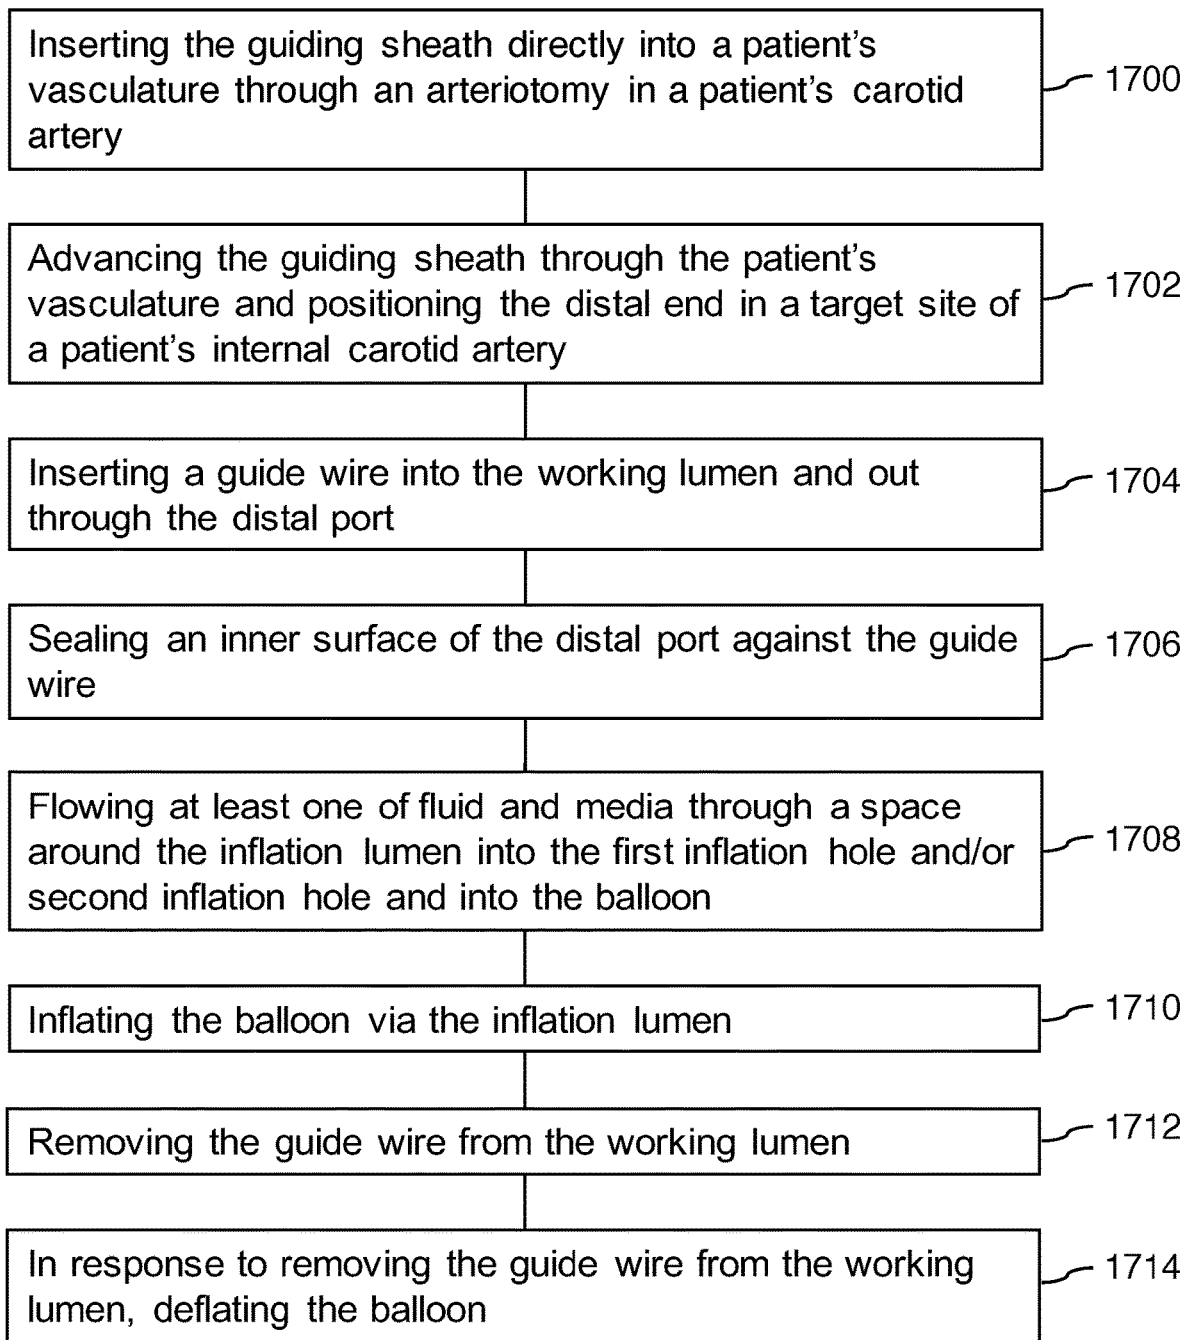 Inserting the guiding sheath directly into a patient's
vasculature through an arteriotomy in a patient's carotid
artery
1700
Advancing the guiding sheath through the patient's
vasculature and positioning the distal end in a target site of
a patient's internal carotid artery
1702
Inserting a guide wire into the working lumen and out
through the distal port
1704
Sealing an inner surface of the distal port against the guide
wire
1706
Flowing at least one of fluid and media through a space
around the inflation lumen into the first inflation hole and/or
second inflation hole and into the balloon
1708
Inflating the balloon via the inflation lumen
1710
Removing the guide wire from the working lumen
1712
In response to removing the guide wire from the working
lumen, deflating the balloon
1714